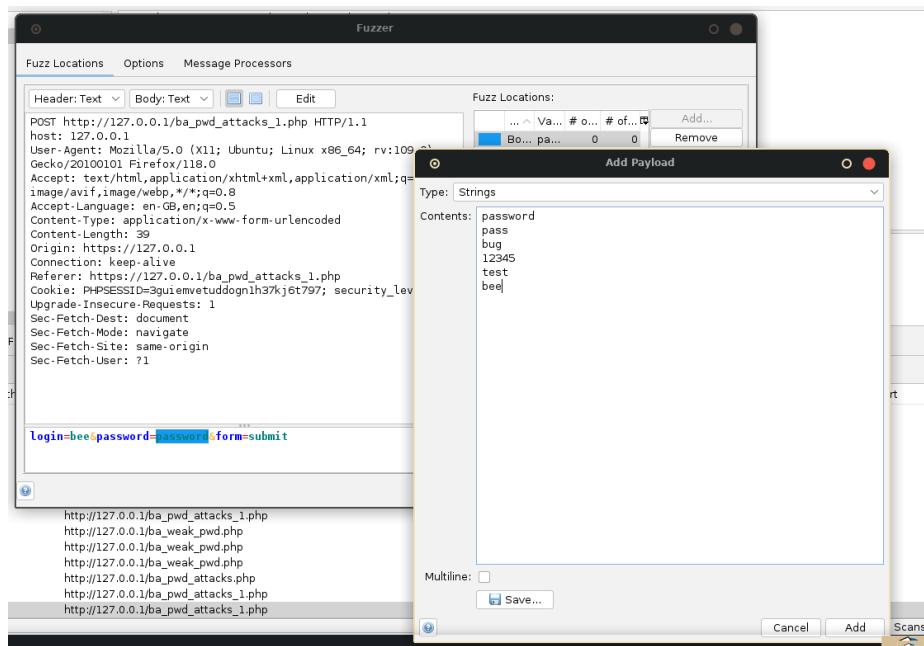 Fuzzer
Fuzz Locations Options Message Processors
Header: Text Body: Text Edit
POST http://127.0.0.1/ba_pwd_attacks_1.php HTTP/1.1
host: 127.0.0.1
User-Agent: Mozilla/5.0 (X11; Ubuntu; Linux x86_64; rv:109.0)
Gecko/20100101 Firefox/118.0
Accept: text/html,application/xhtml+xml,application/xml;q=
image/avif,image/webp,*/*;q=0.8
Accept-Language: en-GB,en;q=0.5
Content-Type: application/x-www-form-urlencoded
Content-Length: 39
Origin: https://127.0.0.1
Connection: keep-alive
Referer: https://127.0.0.1/ba_pwd_attacks_1.php
Cookie: PHPSESSID=3guiemvetuddogn1h37kj6t797; security_lev
Upgrade-Insecure-Requests: 1
Sec-Fetch-Dest: document
Sec-Fetch-Mode: navigate
Sec-Fetch-Site: same-origin
Sec-Fetch-User: ?1
login=bee&password=password&form=submit
Fuzz Locations:
... Va... # o... # of...
Bo... pa... 0 0
Add...
Remove
Add Payload
Type: Strings
Contents: password
pass
bug
12345
test
bee
Multiline:
Save...
Cancel Add
http://127.0.0.1/ba_pwd_attacks_1.php
http://127.0.0.1/ba_weak_pwd.php
http://127.0.0.1/ba_weak_pwd.php
http://127.0.0.1/ba_weak_pwd.php
http://127.0.0.1/ba_pwd_attacks.php
http://127.0.0.1/ba_pwd_attacks_1.php
http://127.0.0.1/ba_pwd_attacks_1.php
Scans